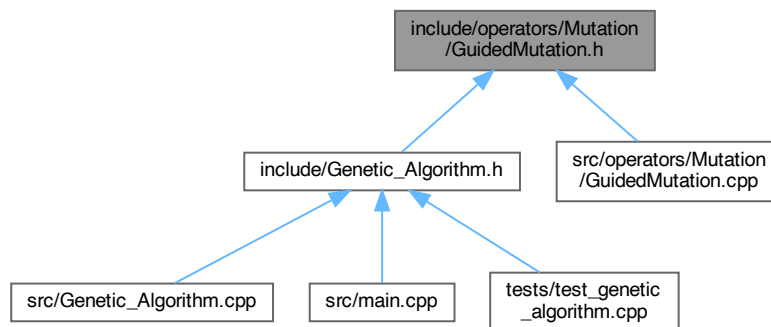 include/operators/Mutation
/GuidedMutation.h
include/Genetic_Algorithm.h
src/operators/Mutation
/GuidedMutation.cpp
src/Genetic_Algorithm.cpp
src/main.cpp
tests/test_genetic
_algorithm.cpp